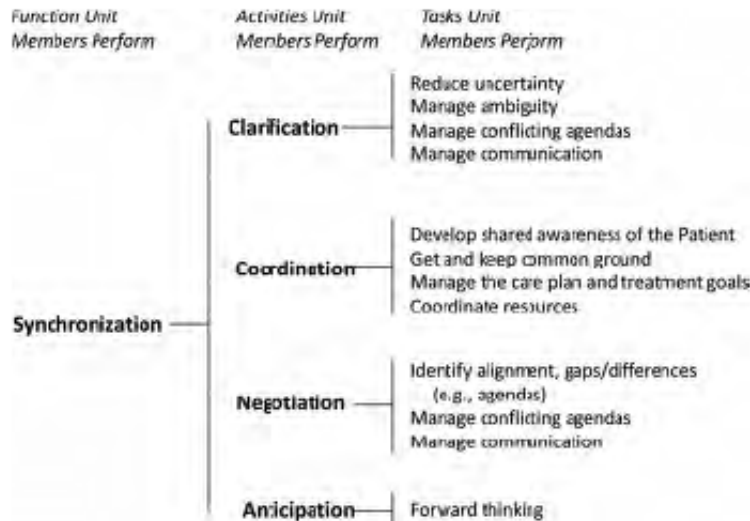 Function Unit Activities Unit Tasks Unit
Members Perform Members Perform Members Perform
Clarification
Reduce uncertainty
Manage ambiguity
Manage conflicting agendas
Manage communication
Coordination
Develop shared awareness of the Patient
Get and keep common ground
Manage the care plan and treatment goals
Coordinate resources
Synchronization
Negotiation
Identify alignment, gaps/differences
(e.g., agendas)
Manage conflicting agendas
Manage communication
Anticipation
Forward thinking